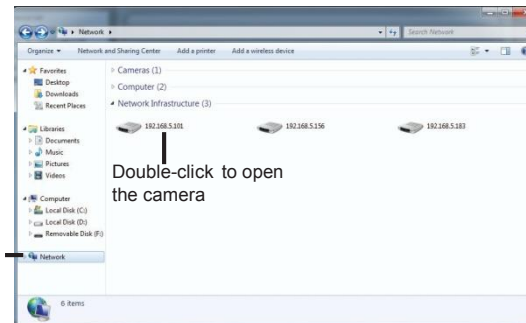 Network
Search Network
Organize
Network and Sharing Center
Add a printer
Add a wireless device
Favorites
Desktop
Downloads
Recent Places
Libraries
Documents
Music
Pictures
Videos
Computer
Local Disk (C:)
Local Disk (D:)
Removable Disk (F:)
Network
Cameras (1)
Computer (2)
Network Infrastructure (3)
192.168.5.101
192.168.5.156
192.168.5.183
Double-click to open
the camera
6 items